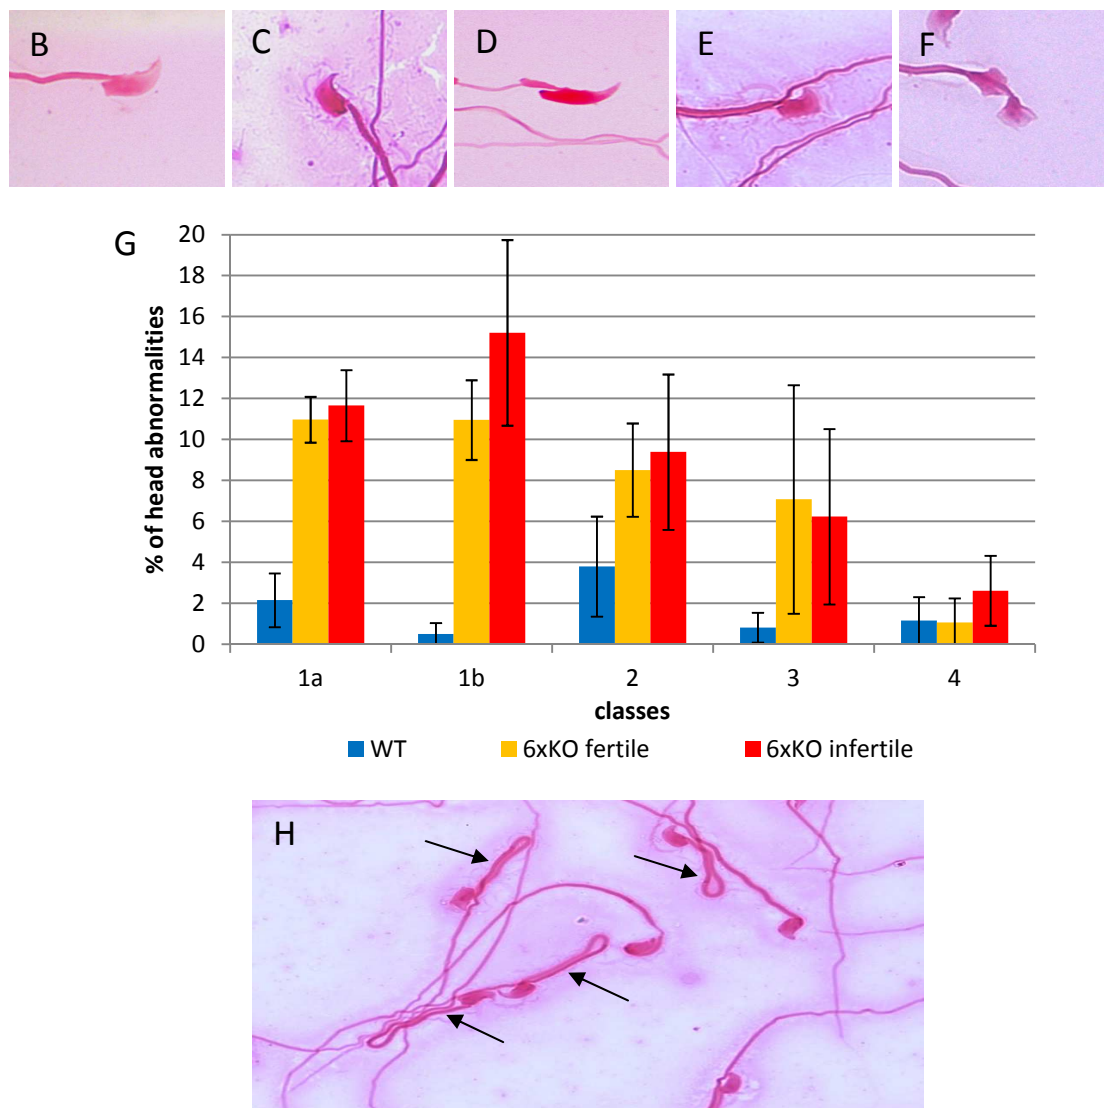 B C D E F
G
% of head abnormalities
20
18
16
14
12
10
8
6
4
2
0
1a 1b 2 3 4
classes
WT 6xKO fertile 6xKO infertile
H